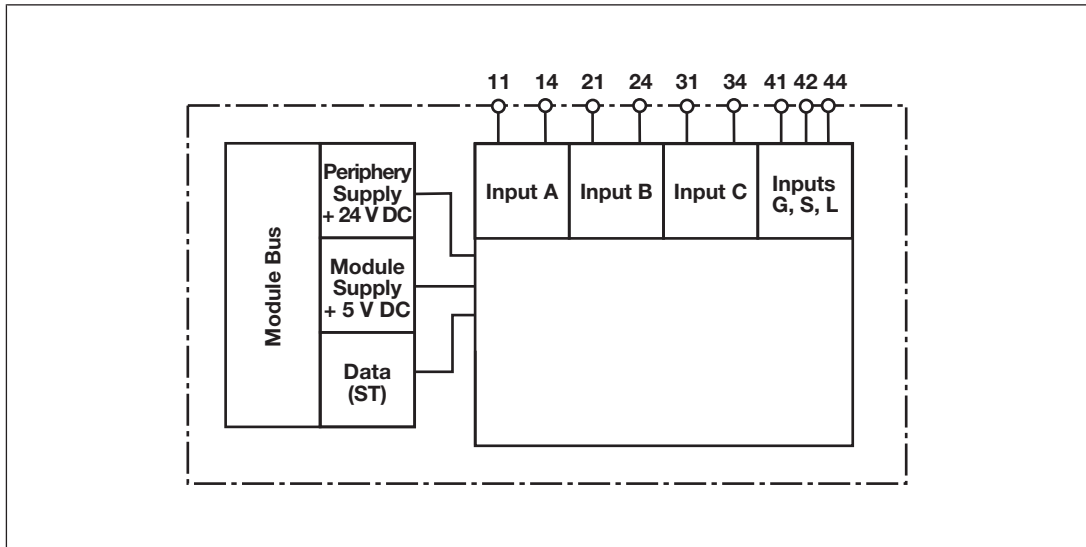 11 14 21 24 31 34 41 42 44
Periphery
Supply
+ 24 V DC
Input A
Input B
Input C
Inputs
G, S, L
Module Bus
Module
Supply
+ 5 V DC
Data
(ST)